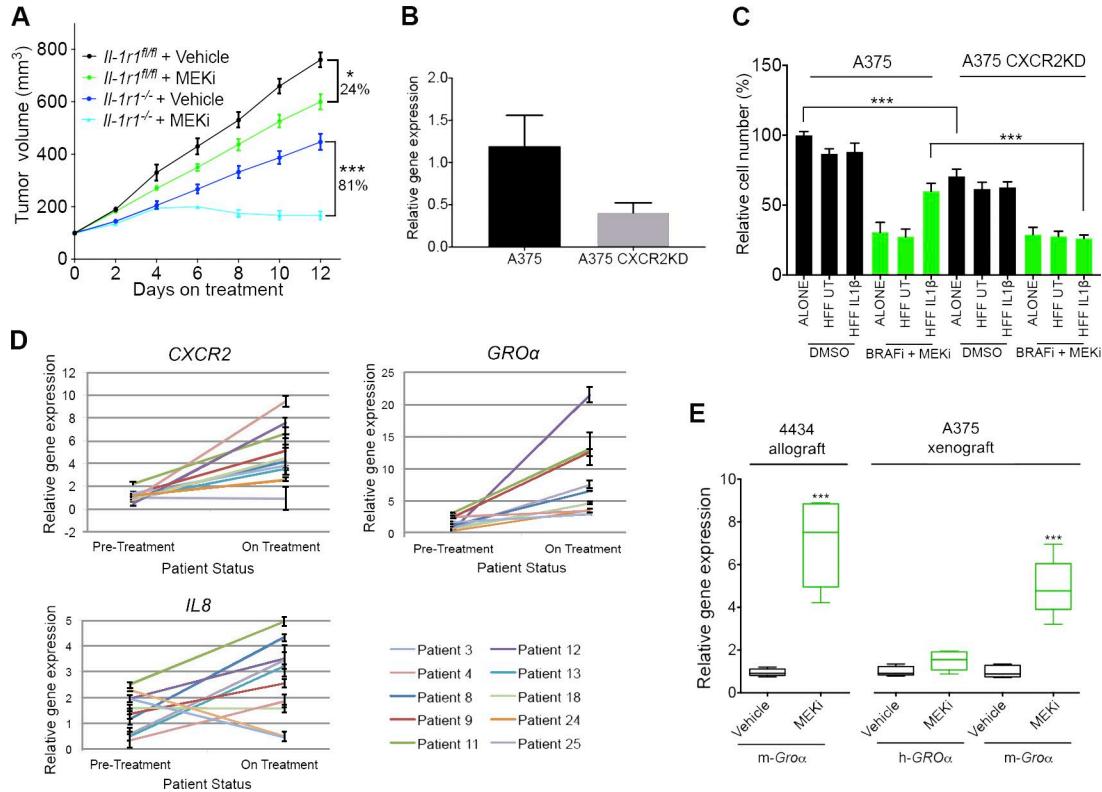 A
Tumor volume (mm³)
800
600
400
200
0
Il-1r1fl/fl + Vehicle
Il-1r1fl/fl + MEKi
Il-1r1-/- + Vehicle
Il-1r1-/- + MEKi
*
24%
***
81%
0 2 4 6 8 10 12
Days on treatment
B
Relative gene expression
2.0
1.5
1.0
0.5
0.0
A375
A375 CXCR2KD
C
A375
A375 CXCR2KD
Relative cell number (%)
150
100
50
0
***
***
ALONE
HFF UT
HFF IL1β
ALONE
HFF UT
HFF IL1β
ALONE
HFF UT
HFF IL1β
ALONE
HFF UT
HFF IL1β
DMSO
BRAFi + MEKi
DMSO
BRAFi + MEKi
D
CXCR2
Relative gene expression
12
10
8
6
4
2
0
-2
Pre-Treatment
On Treatment
Patient Status
GROα
Relative gene expression
25
20
15
10
5
0
Pre-Treatment
On Treatment
Patient Status
IL8
Relative gene expression
5
4
3
2
1
0
Pre-Treatment
On Treatment
Patient Status
Patient 3
Patient 4
Patient 8
Patient 9
Patient 11
Patient 12
Patient 13
Patient 18
Patient 24
Patient 25
E
4434
allograft
A375
xenograft
Relative gene expression
10
8
6
4
2
0
***
***
Vehicle
MEKi
Vehicle
MEKi
Vehicle
MEKi
m-Groα
h-GROα
m-Groα